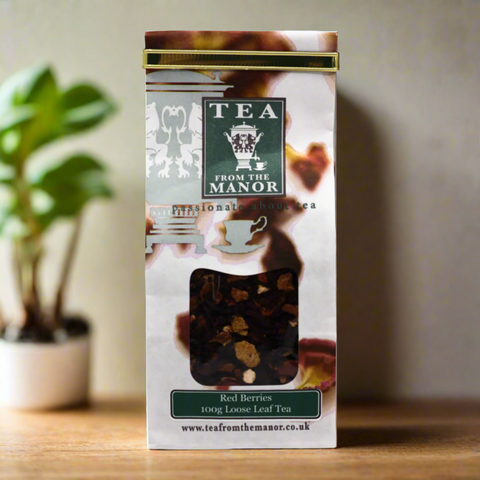 TEA
FROM THE
MANOR
passionate about tea
Red Berries
100g Loose Leaf Tea
www.teafromthemanor.co.uk